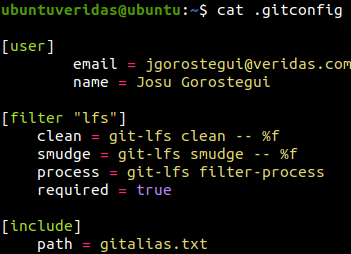 ubuntuveridas@ubuntu:~$ cat .gitconfig
[user]
email = jgorostegui@veridas.com
name = Josu Gorostegui
[filter "lfs"]
clean = git-lfs clean -- %f
smudge = git-lfs smudge -- %f
process = git-lfs filter-process
required = true
[include]
path = gitalias.txt